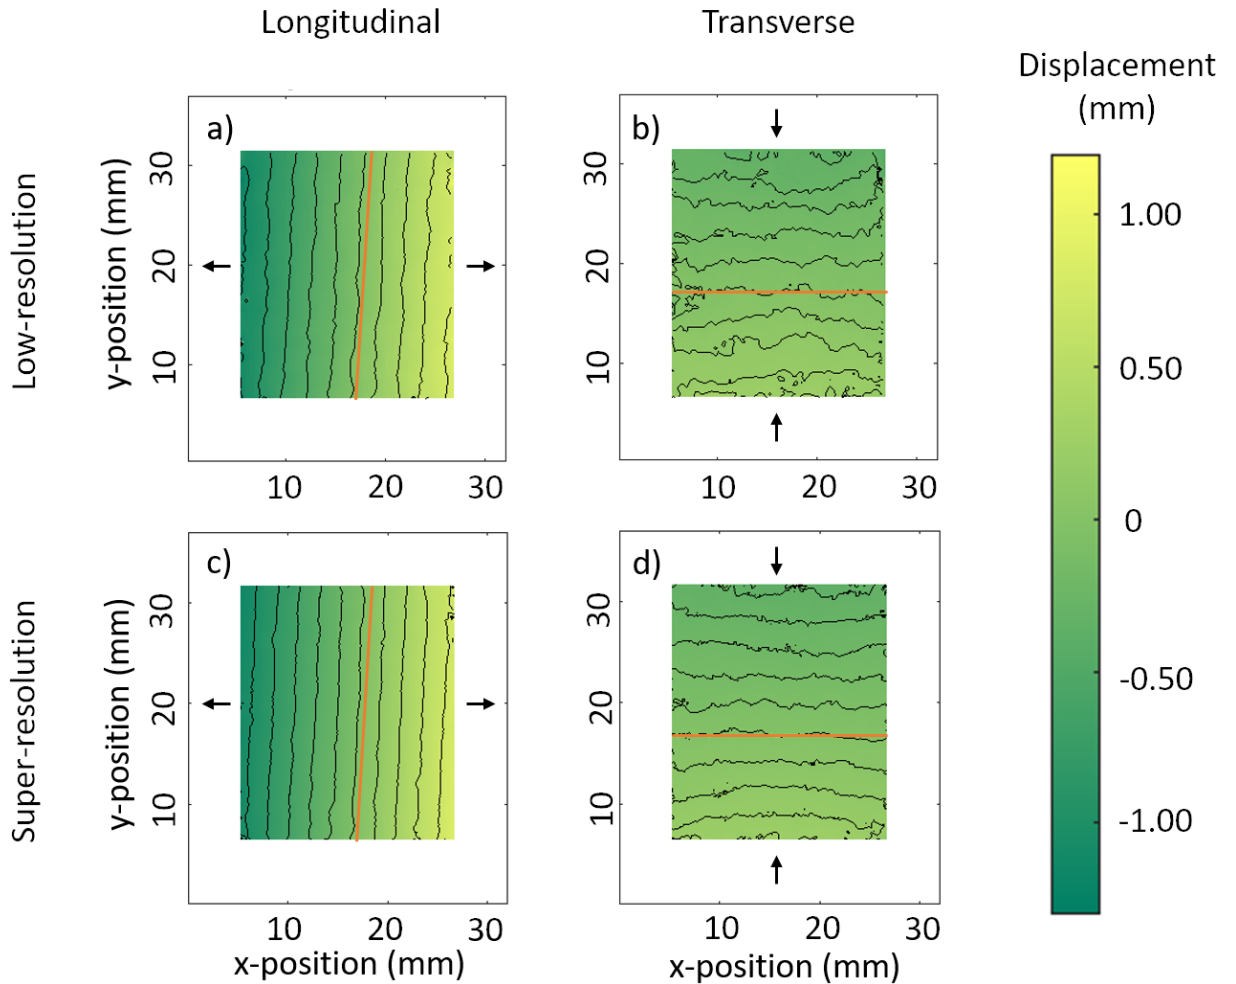 Longitudinal
Transverse
Displacement
(mm)
Low-resolution
a)
y-position (mm)
30
20
10
10
20
30
b)
30
20
10
10
20
30
Super-resolution
c)
y-position (mm)
30
20
10
10
20
30
x-position (mm)
d)
30
20
10
10
20
30
x-position (mm)
1.00
0.50
0
-0.50
-1.00